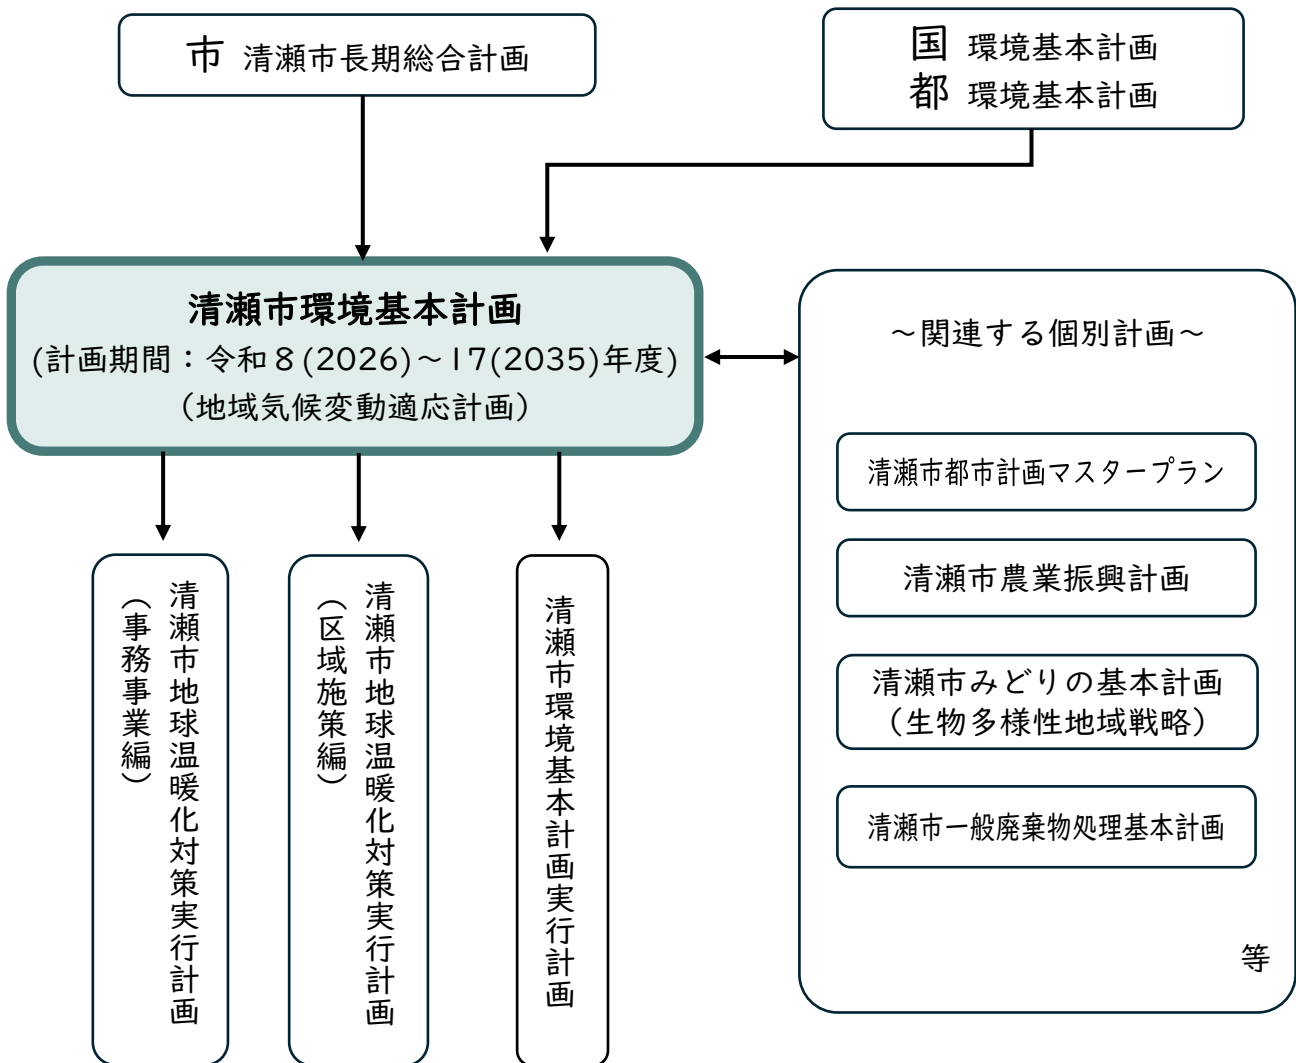 市 清瀬市長期総合計画
国 環境基本計画
都 環境基本計画
清瀬市環境基本計画
(計画期間：令和８(2026)～17(2035)年度)
（地域気候変動適応計画）
～関連する個別計画～
清瀬市都市計画マスタープラン
清瀬市農業振興計画
清瀬市みどりの基本計画
（生物多様性地域戦略）
清瀬市一般廃棄物処理基本計画
等
清瀬市地球温暖化対策実行計画
（事務事業編）
清瀬市地球温暖化対策実行計画
（区域施策編）
清瀬市環境基本計画実行計画